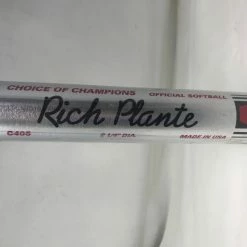 CHOICE OF CHAMPIONS OFFICIAL SOFTBALL
Rich Plante
C405 2 1/4" DIA. MADE IN USA